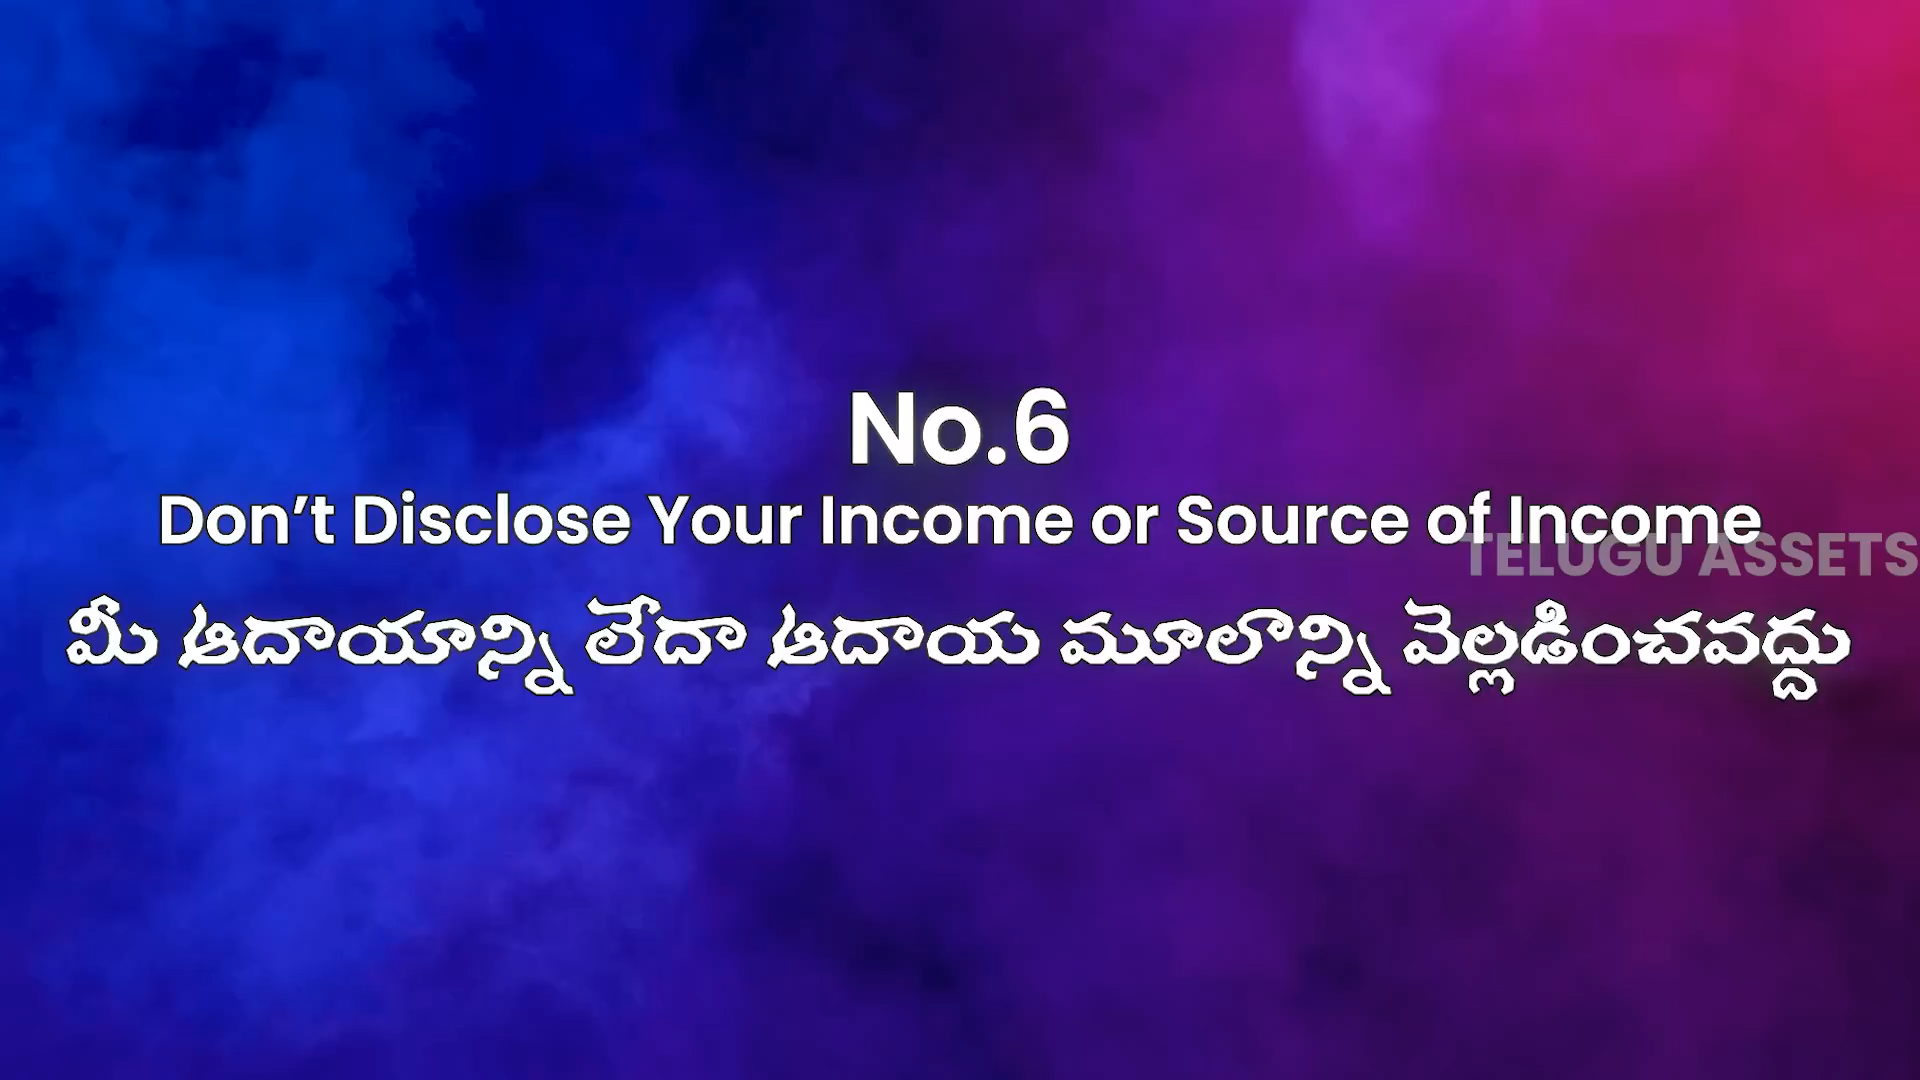 No.6
Don’t Disclose Your Income or Source of Income
TELUGU ASSETS
మీ ఆదాయాన్ని లేదా ఆదాయ మూలాన్ని వెల్లడించవద్దు